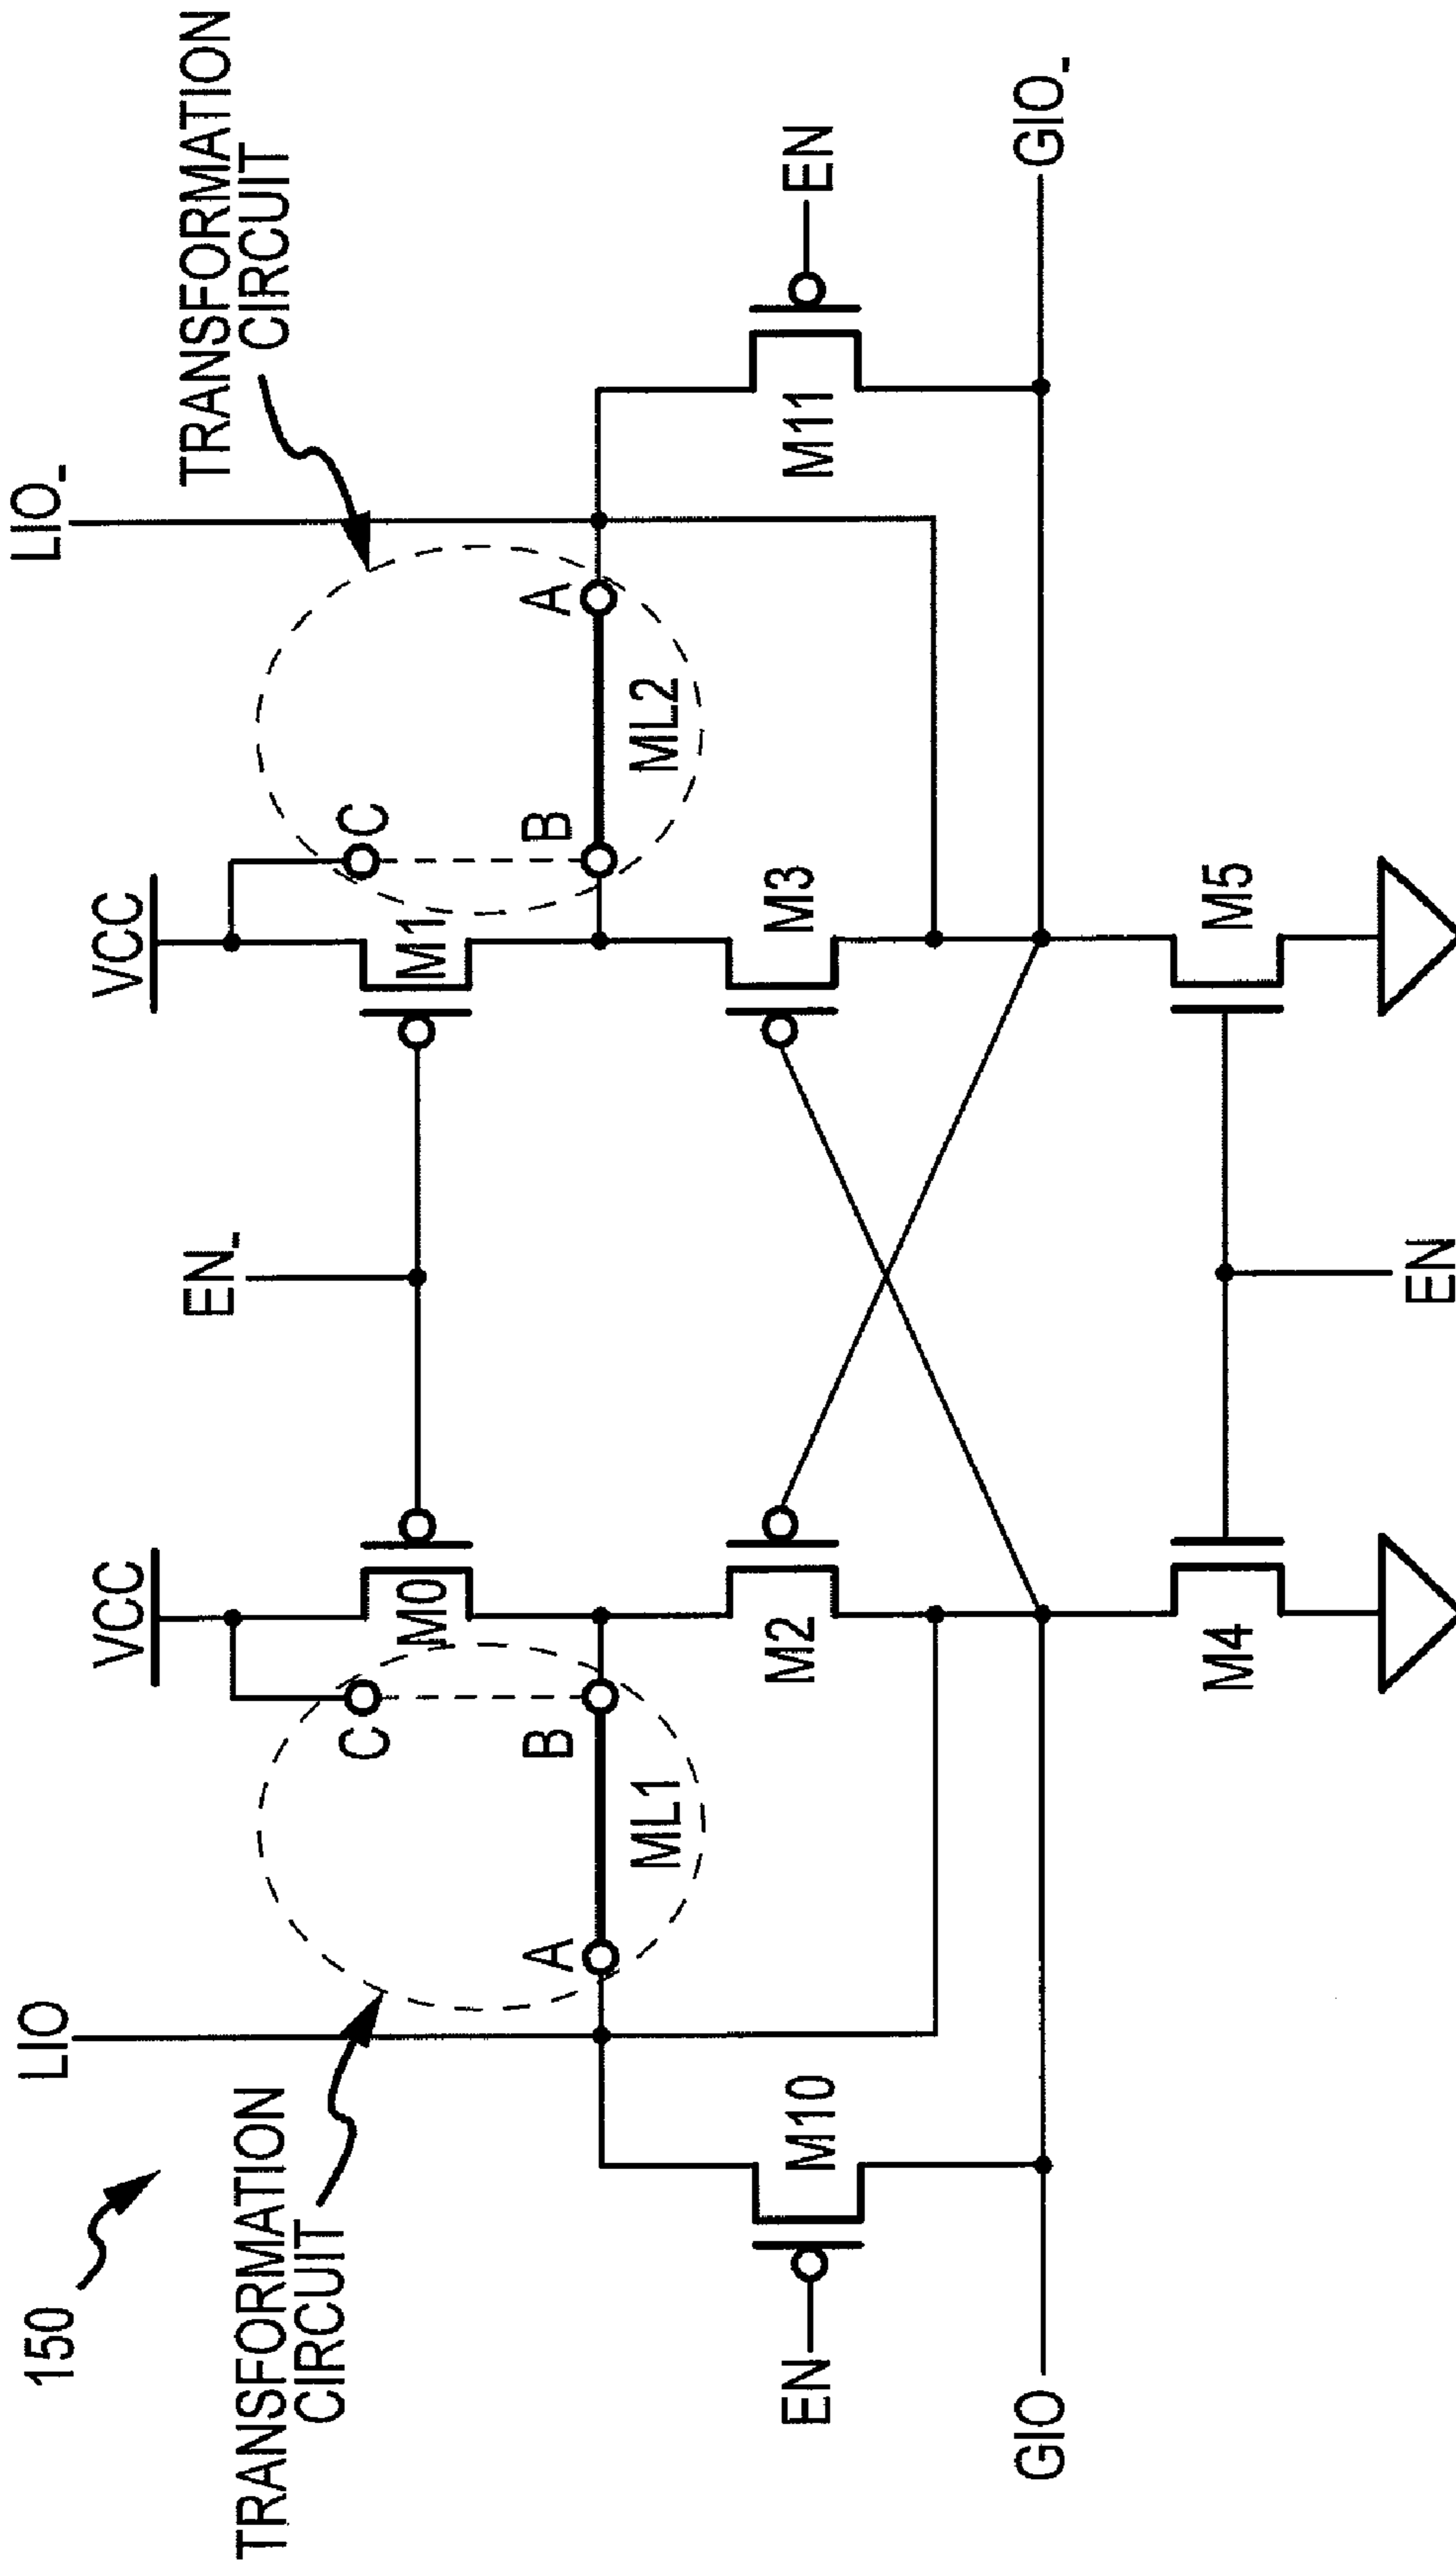 150
LIO
LIO_
TRANSFORMATION
CIRCUIT
TRANSFORMATION
CIRCUIT
VCC
VCC
EN_
C
M0
M1
C
A
B
B
A
ML1
ML2
EN
M10
M2
M3
M11
EN
GIO
GIO_
M4
M5
EN